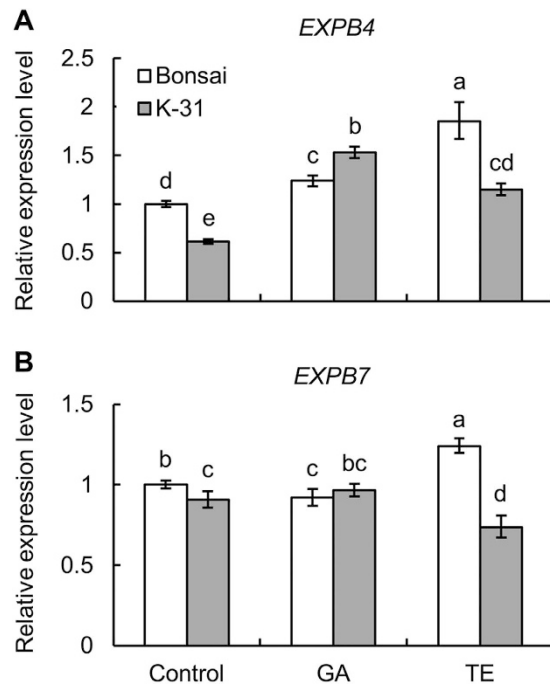 A
EXPB4
Relative expression level
2.5
2
1.5
1
0.5
0
Bonsai
K-31
d
e
c
b
a
cd
B
EXPB7
Relative expression level
1.5
1
0.5
0
b
c
c
bc
a
d
Control
GA
TE